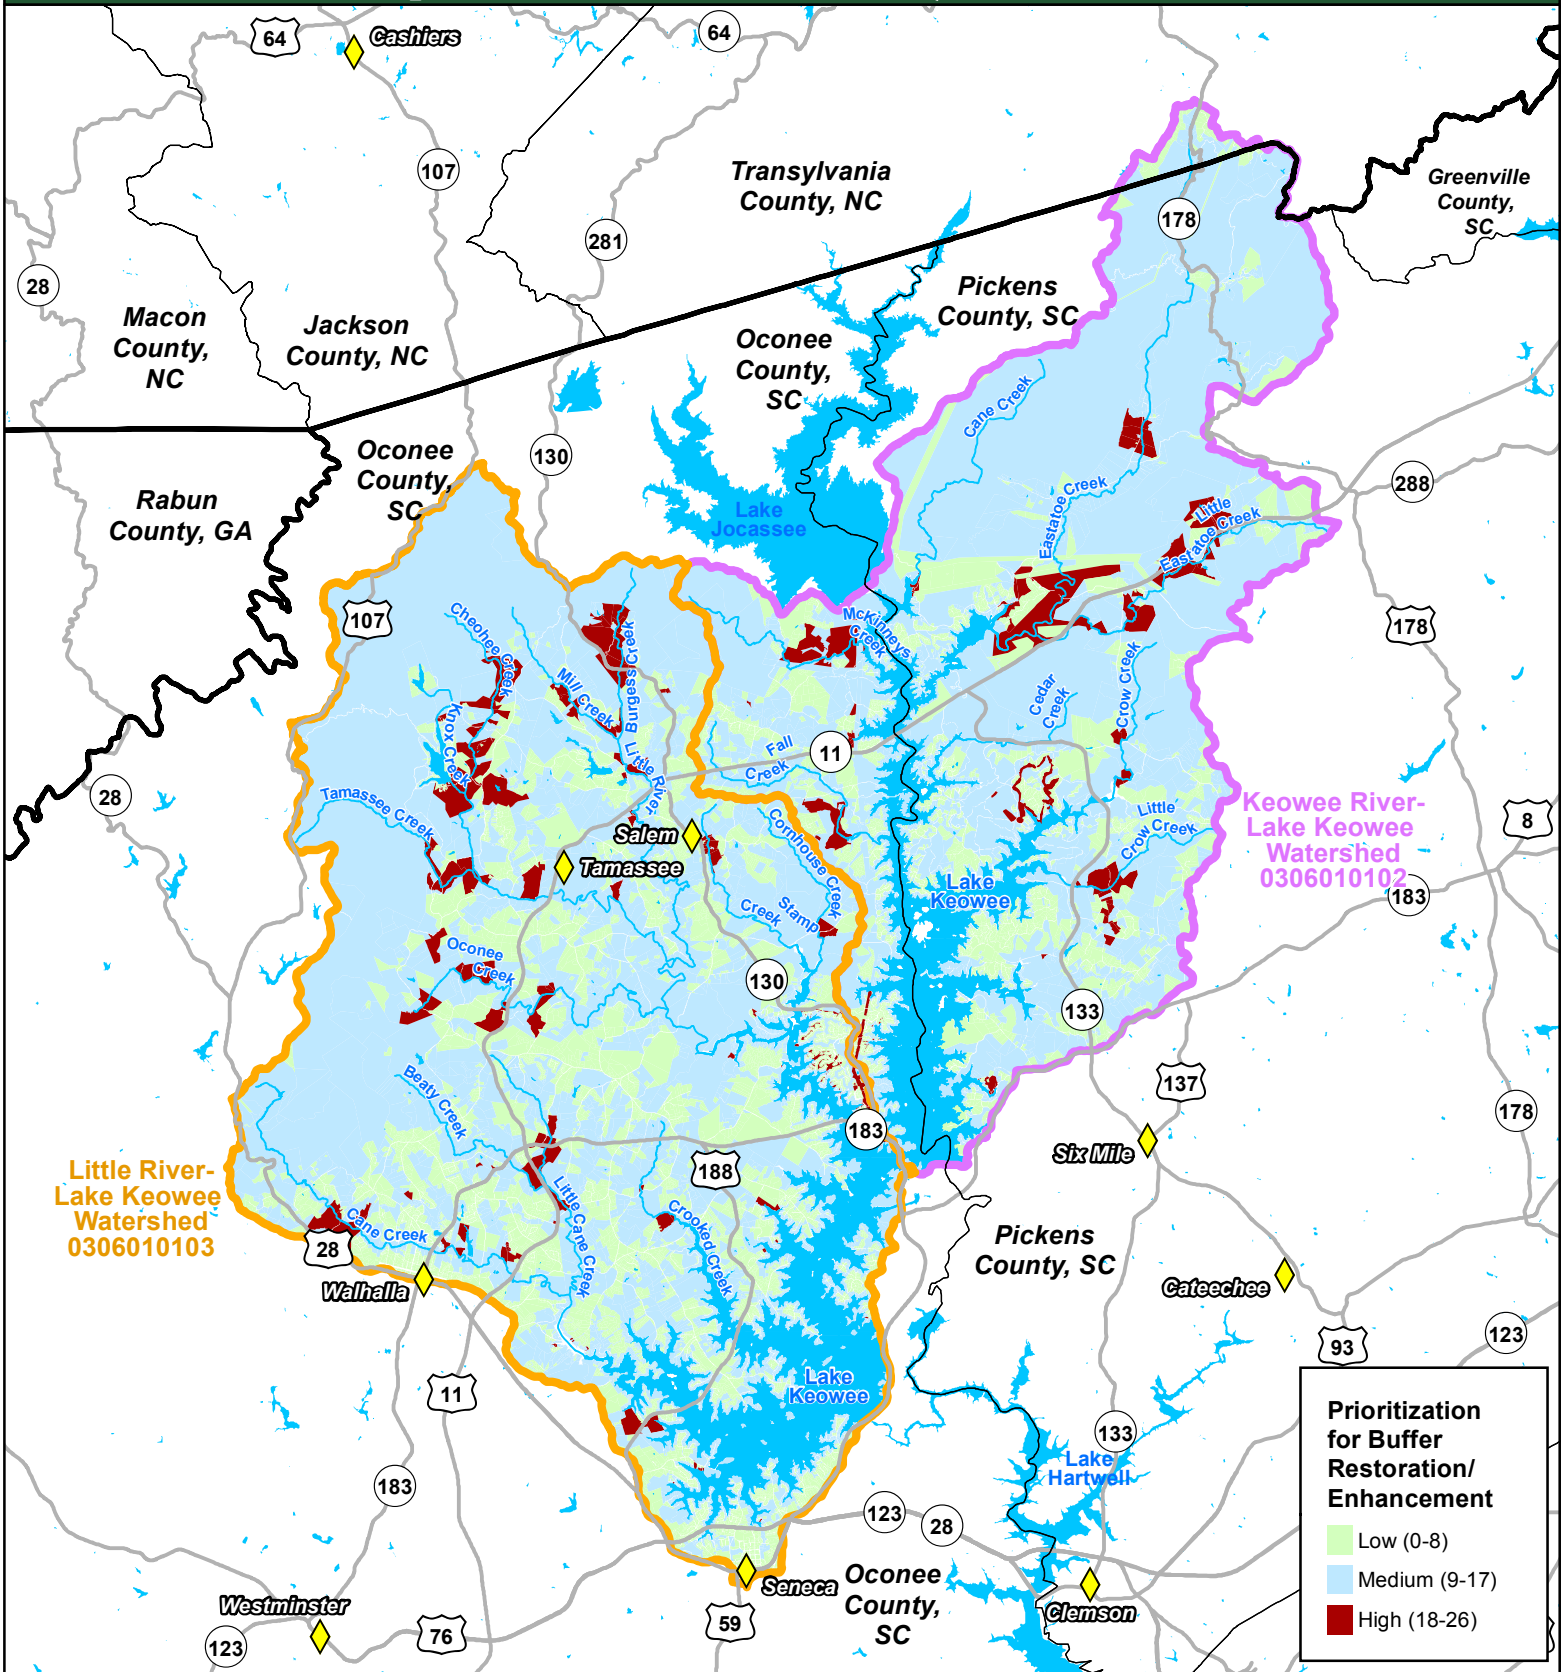 64
Cashiers
64
107
Transylvania
County, NC
Greenville
County,
SC
178
281
28
Pickens
County, SC
Macon
County,
NC
Jackson
County, NC
Oconee
County,
SC
Cane Creek
130
Oconee
County,
SC
288
Rabun
County, GA
Lake
Jocassee
Eastatoe Creek
Little
Eastatoe Creek
107
Cheohee Creek
McKinneys
Creek
178
Burgess Creek
Mill Creek
Knox Creek
Cedar
Creek
Crow Creek
Fall
Creek
11
Little River
28
Tamassee Creek
Keowee River-
Lake Keowee
Watershed
0306010102
Little
Crow Creek
8
Salem
Tamassee
Cornhouse Creek
Lake
Keowee
183
Stamp
Creek
Oconee
Creek
130
133
Beaty Creek
137
178
183
Six Mile
188
Little River-
Lake Keowee
Watershed
0306010103
Little Cane Creek
Crooked Creek
Cane Creek
28
Pickens
County, SC
Walhalla
Cateechee
123
93
11
Lake
Keowee
Prioritization
for Buffer
Restoration/
Enhancement
Low (0-8)
Medium (9-17)
High (18-26)
133
Lake
Hartwell
183
123
28
Seneca
Oconee
County,
SC
Clemson
Westminster
59
76
123